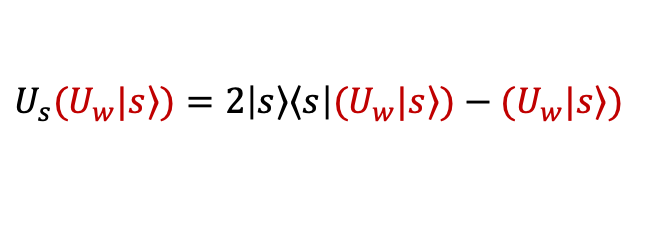 U_s(U_w|s⟩) = 2|s⟩⟨s|(U_w|s⟩) − (U_w|s⟩)